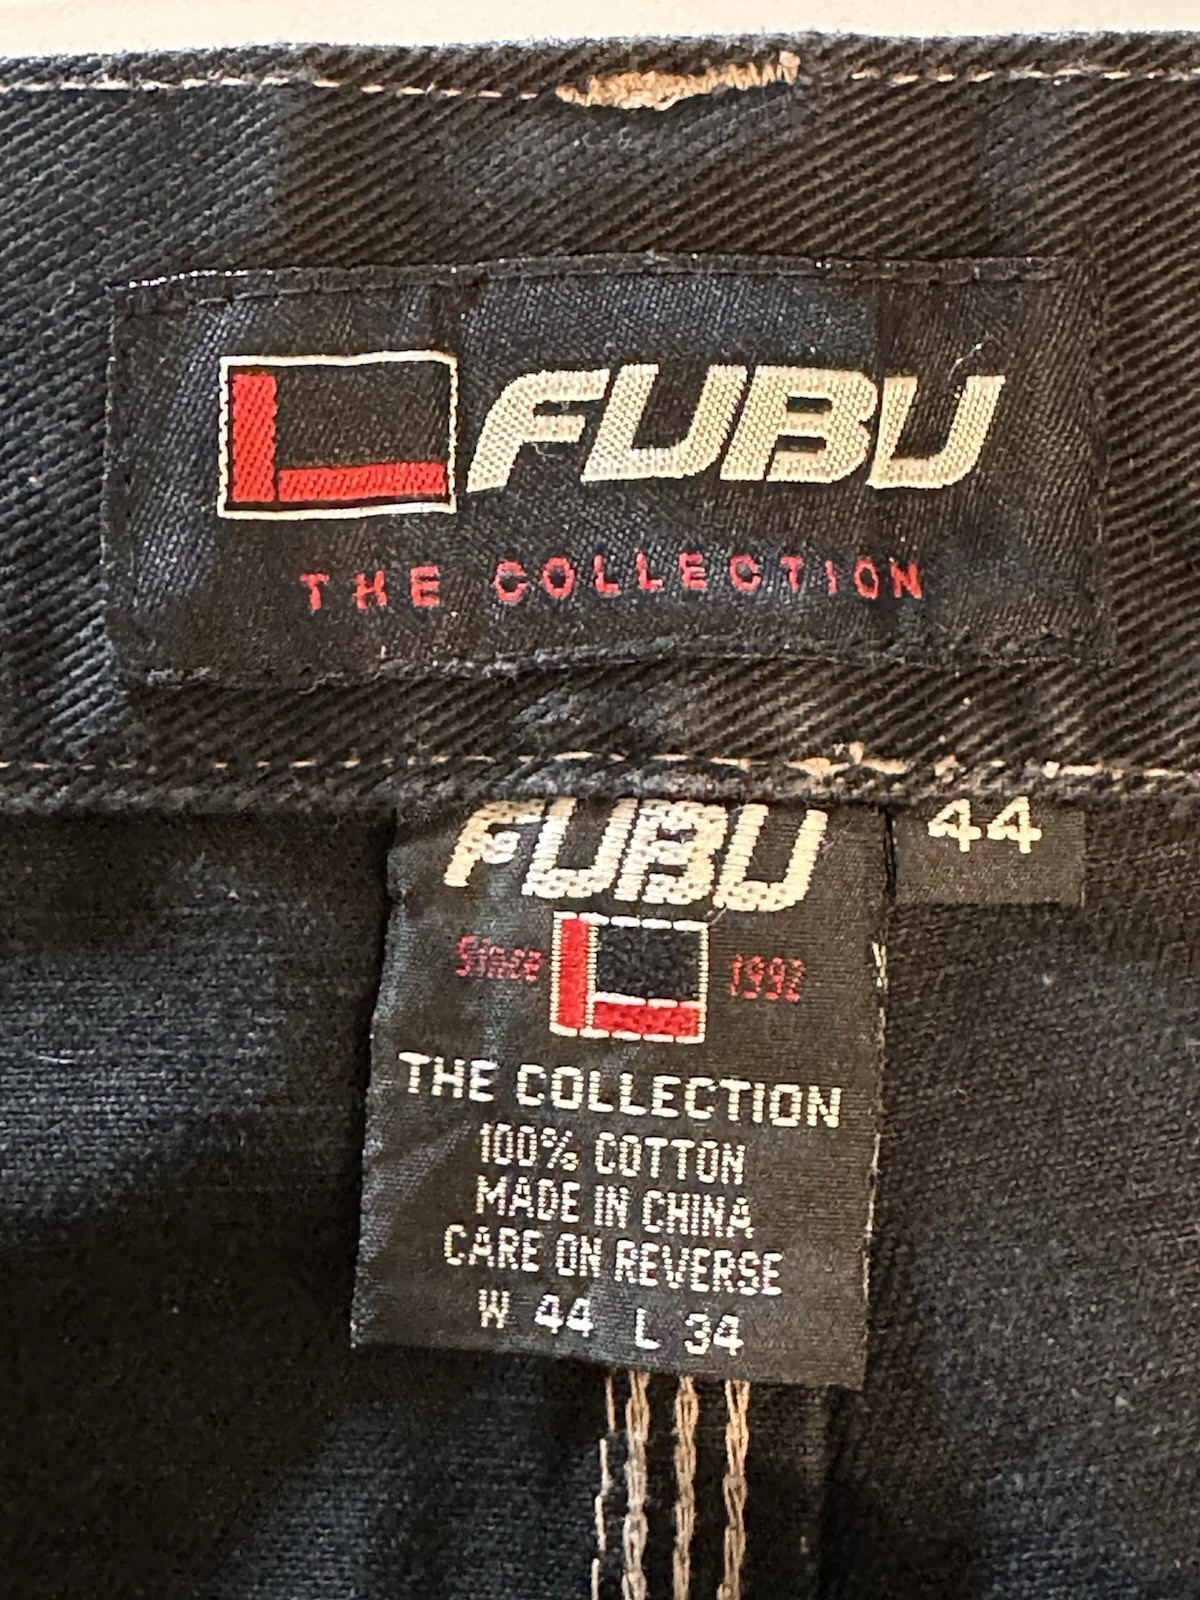 FUBU
THE COLLECTION
FUBU
44
Since 1992
THE COLLECTION
100% COTTON
MADE IN CHINA
CARE ON REVERSE
W 44 L 34